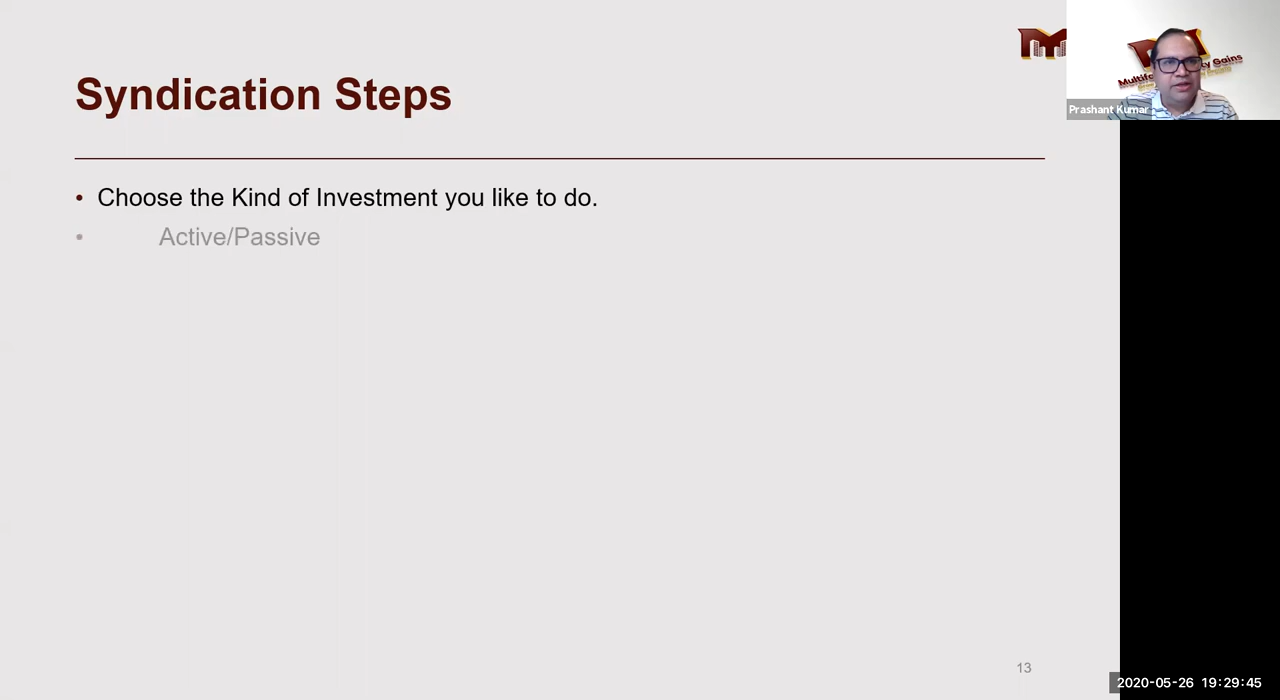 Syndication Steps
• Choose the Kind of Investment you like to do.
• Active/Passive
Gains
Prashant Kumar
13
2020-05-26 19:29:45